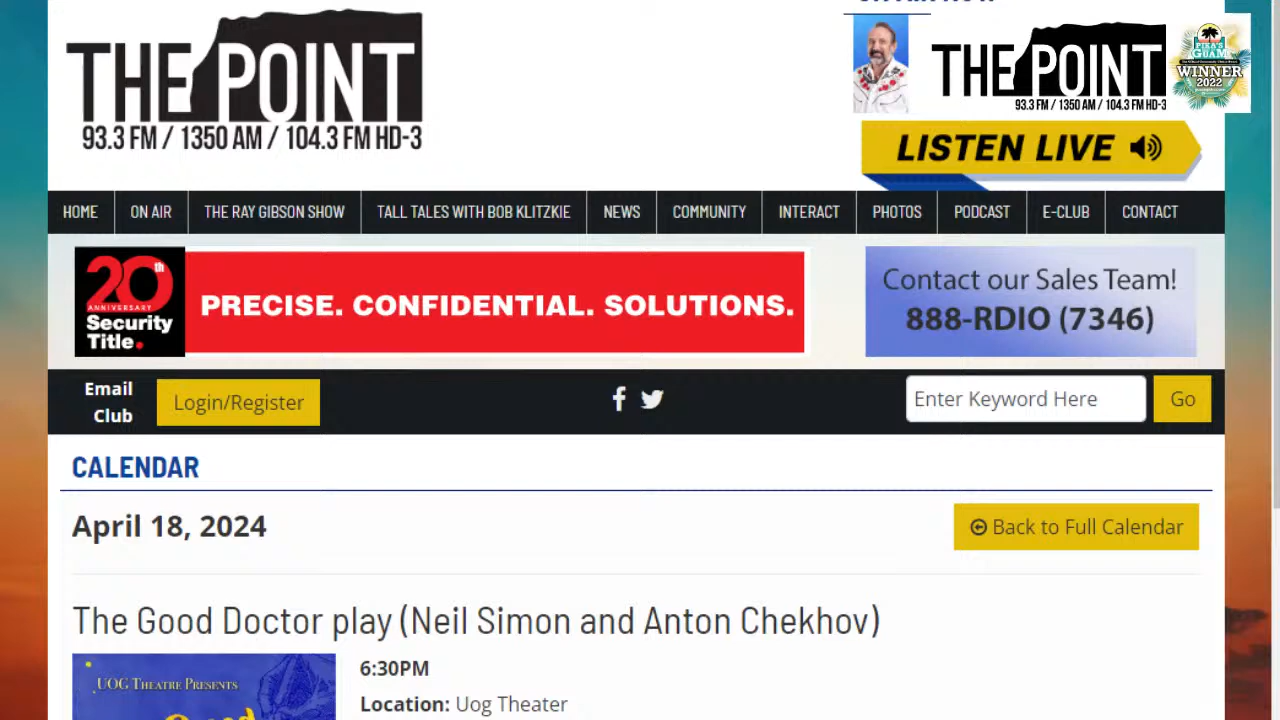 THE POINT
93.3 FM / 1350 AM / 104.3 FM HD-3
THE POINT
93.3 FM / 1350 AM / 104.3 FM HD-3
PIKA'S
GUAM
WINNER
2022
LISTEN LIVE
HOME ON AIR THE RAY GIBSON SHOW TALL TALES WITH BOB KLITZKIE NEWS COMMUNITY INTERACT PHOTOS PODCAST E-CLUB CONTACT
20th
ANNIVERSARY
Security
Title.
PRECISE. CONFIDENTIAL. SOLUTIONS.
Contact our Sales Team!
888-RDIO (7346)
Email
Club
Login/Register
Enter Keyword Here
Go
CALENDAR
April 18, 2024
Back to Full Calendar
The Good Doctor play (Neil Simon and Anton Chekhov)
UOG THEATRE PRESENTS
Good
6:30PM
Location: Uog Theater